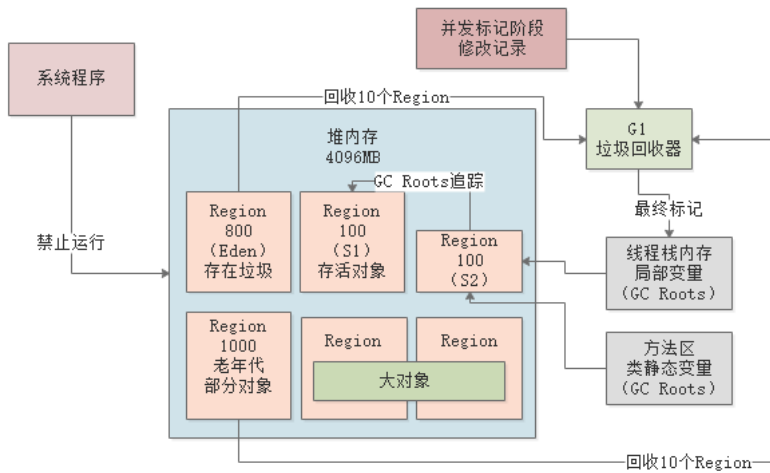 并发标记阶段
修改记录
系统程序
回收10个Region
G1
垃圾回收器
堆内存
4096MB
GC Roots追踪
最终标记
Region
800
（Eden）
存在垃圾
Region
100
（S1）
存活对象
Region
100
（S2）
禁止运行
线程栈内存
局部变量
（GC Roots）
Region
1000
老年代
部分对象
Region
Region
大对象
方法区
类静态变量
（GC Roots）
回收10个Region